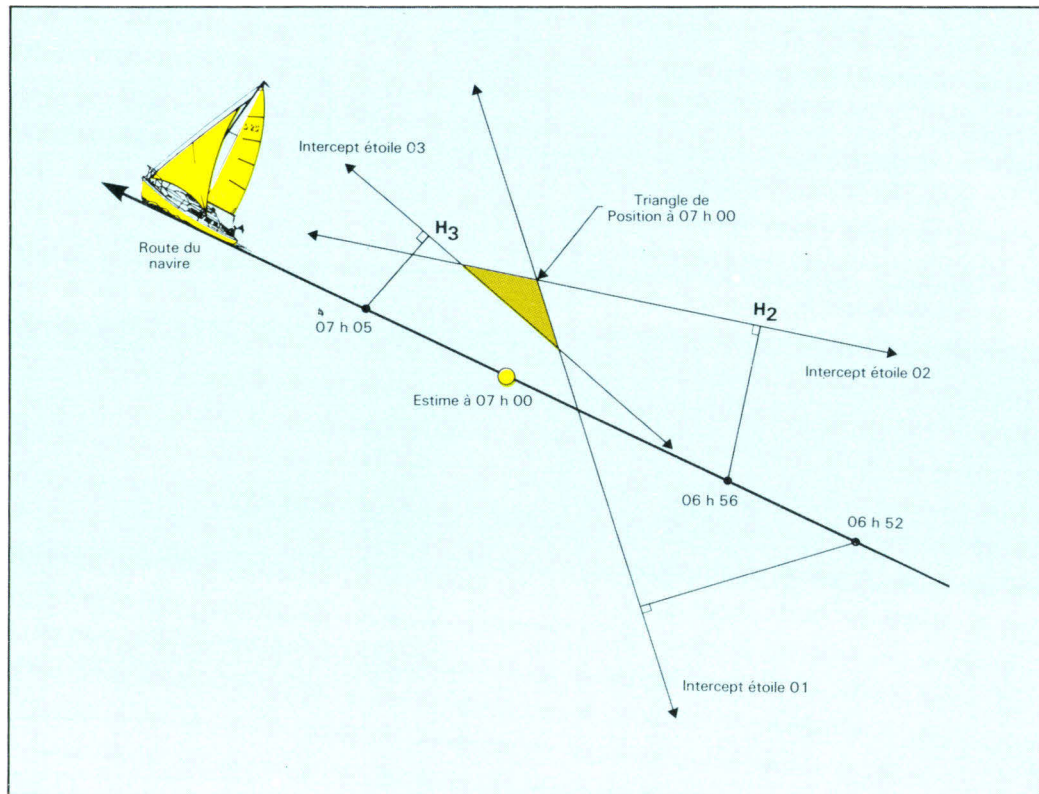 Intercept étoile 03
Triangle de
Position à 07 h 00
H3
Route du
navire
H2
07 h 05
Intercept étoile 02
Estime à 07 h 00
06 h 56
06 h 52
Intercept étoile 01